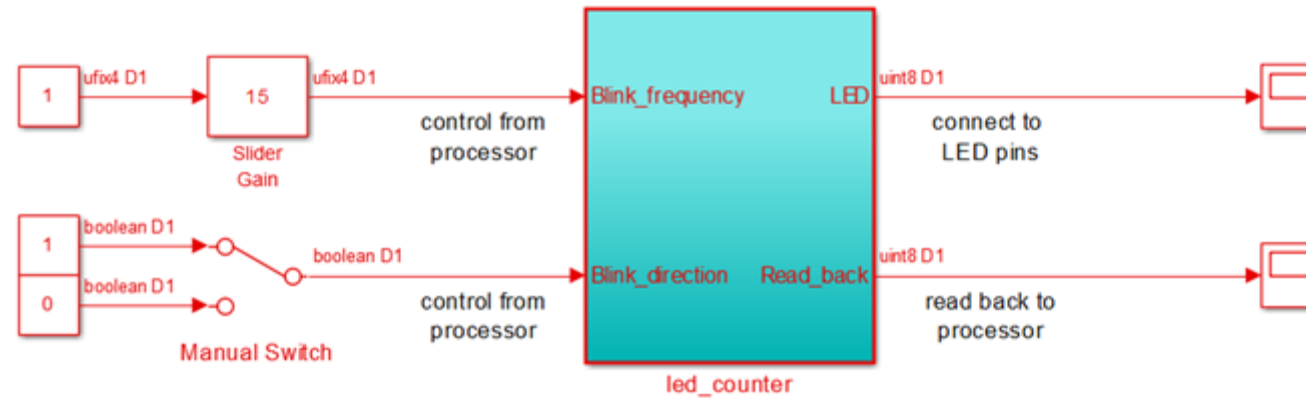 ufix4 D1
1
15
ufix4 D1
Slider
Gain
control from
processor
Blink_frequency
LED
uint8 D1
connect to
LED pins
1
boolean D1
0
boolean D1
Manual Switch
boolean D1
control from
processor
Blink_direction
Read_back
uint8 D1
read back to
processor
led_counter